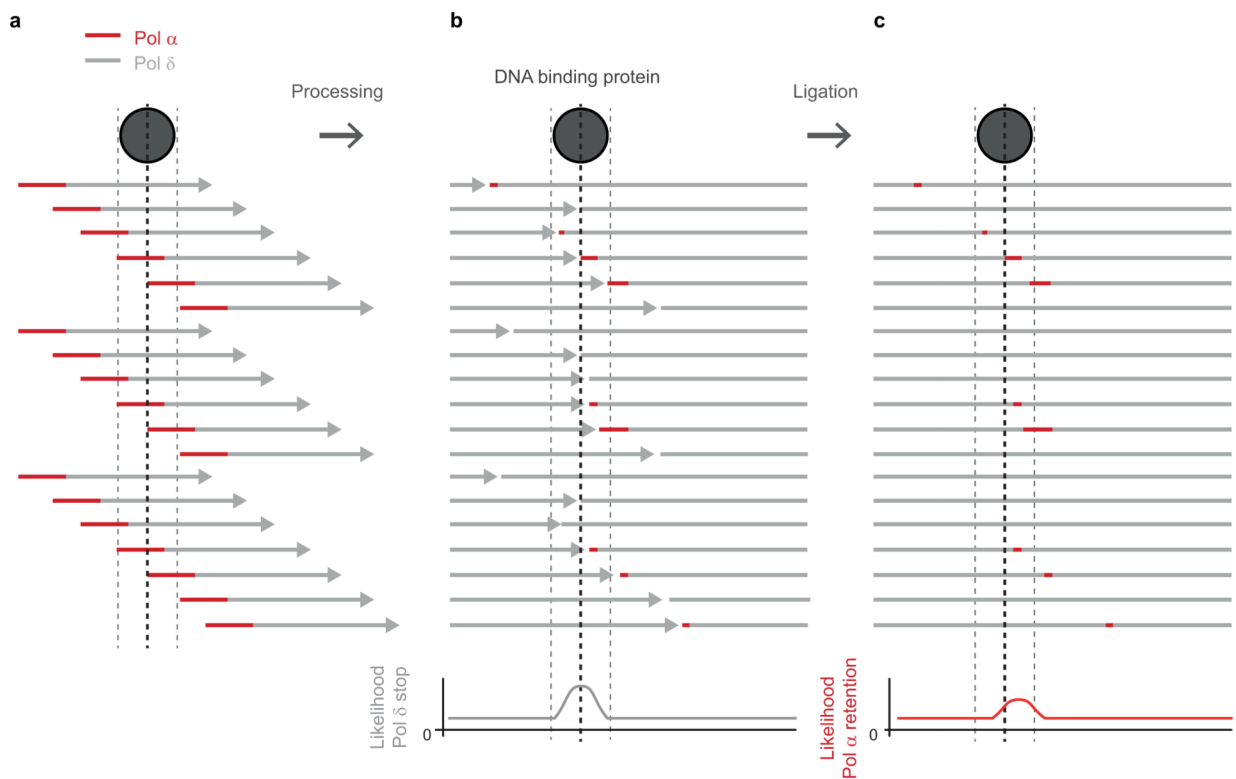 a
b
c
Pol α
Pol δ
Processing
DNA binding protein
Ligation
Likelihood
Pol δ stop
0
Likelihood
Pol α retention
0